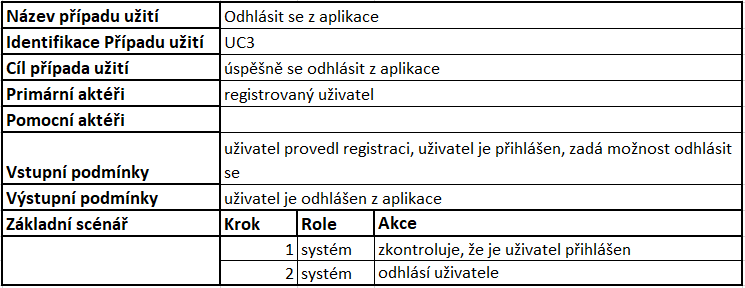 Název případu užití Odhlásit se z aplikace
Identifikace Případu užití UC3
Cíl případa užití úspěšně se odhlásit z aplikace
Primární aktéři registrovaný uživatel
Pomocní aktéři
Vstupní podmínky uživatel provedl registraci, uživatel je přihlášen, zadá možnost odhlásit
se
Výstupní podmínky uživatel je odhlášen z aplikace
Základní scénář Krok Role Akce
1 systém zkontroluje, že je uživatel přihlášen
2 systém odhlásí uživatele